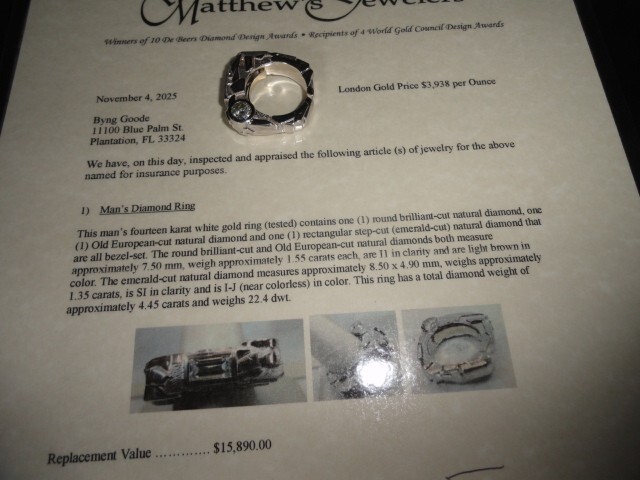 Matthew's Jewelers
Winners of 10 De Beers Diamond Design Awards • Recipients of 4 World Gold Council Design Awards
November 4, 2025
London Gold Price $3,938 per Ounce
Byng Goode
11100 Blue Palm St.
Plantation, FL 33324
We have, on this day, inspected and appraised the following article (s) of jewelry for the above
named for insurance purposes.
1) Man's Diamond Ring
This man's fourteen karat white gold ring (tested) contains one (1) round brilliant-cut natural diamond, one
(1) Old European-cut natural diamond and one (1) rectangular step-cut (emerald-cut) natural diamond that
are all bezel-set. The round brilliant-cut and Old European-cut natural diamonds both measure
approximately 7.50 mm, weigh approximately 1.55 carats each, are I1 in clarity and are light brown in
color. The emerald-cut natural diamond measures approximately 8.50 x 4.90 mm, weighs approximately
1.35 carats, is SI in clarity and is I-J (near colorless) in color. This ring has a total diamond weight of
approximately 4.45 carats and weighs 22.4 dwt.
Replacement Value ............. $15,890.00